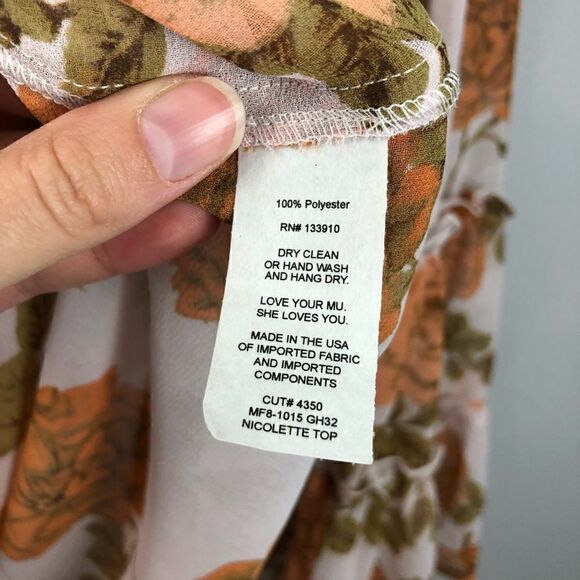 100% Polyester
RN# 133910
DRY CLEAN
OR HAND WASH
AND HANG DRY.
LOVE YOUR MU.
SHE LOVES YOU.
MADE IN THE USA
OF IMPORTED FABRIC
AND IMPORTED
COMPONENTS
CUT# 4350
MF8-1015 GH32
NICOLETTE TOP